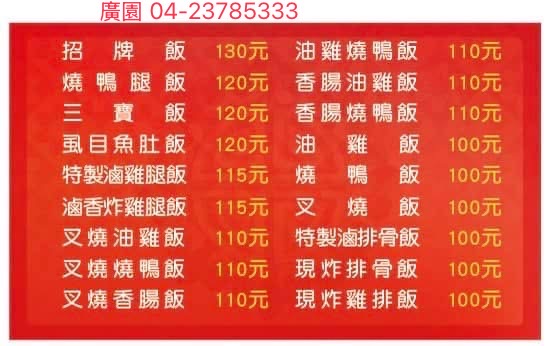 廣園 04-23785333
招牌飯 130元
燒鴨腿飯 120元
三寶飯 120元
虱目魚肚飯 120元
特製滷雞腿飯 115元
滷香炸雞腿飯 115元
叉燒油雞飯 110元
叉燒燒鴨飯 110元
叉燒香腸飯 110元
油雞燒鴨飯 110元
香腸油雞飯 110元
香腸燒鴨飯 110元
油雞飯 100元
燒鴨飯 100元
叉燒飯 100元
特製滷排骨飯 100元
現炸排骨飯 100元
現炸雞排飯 100元